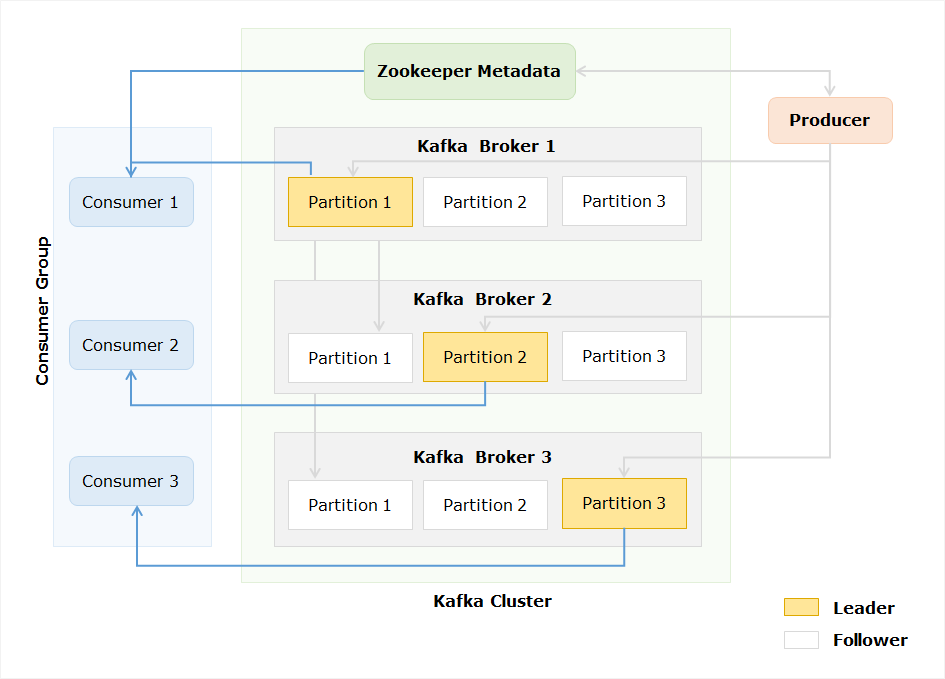 Zookeeper Metadata
Producer
Kafka  Broker 1
Consumer 1
Partition 1
Partition 2
Partition 3
Consumer Group
Kafka  Broker 2
Consumer 2
Partition 1
Partition 2
Partition 3
Kafka  Broker 3
Consumer 3
Partition 1
Partition 2
Partition 3
Kafka Cluster
Leader
Follower